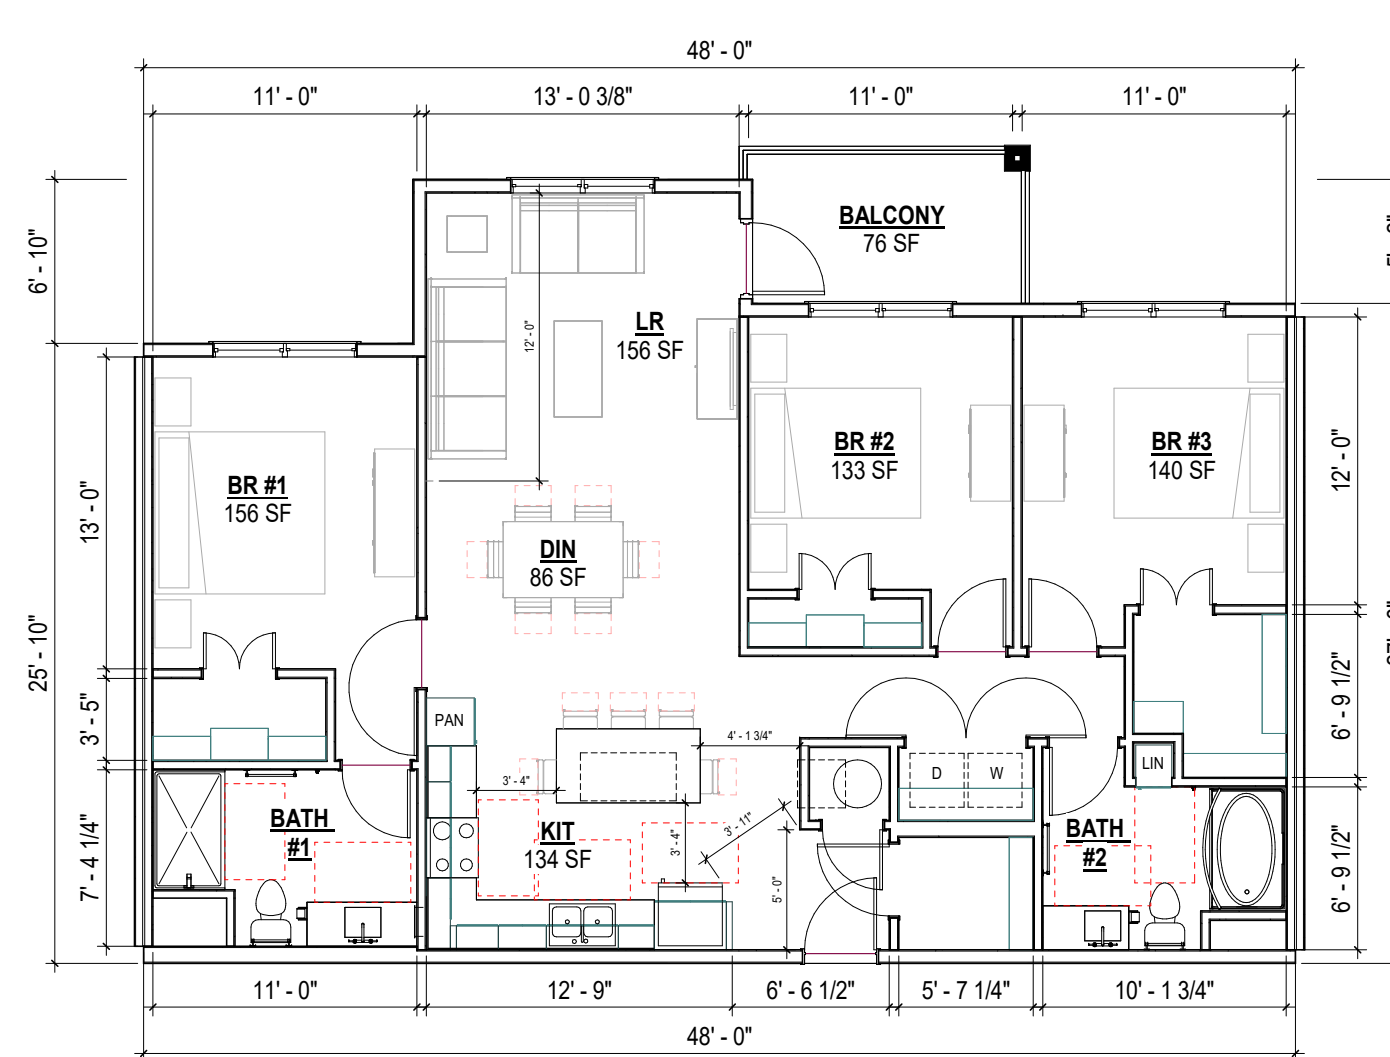 48' - 0"
11' - 0"
13' - 0 3/8"
11' - 0"
11' - 0"
BALCONY
76 SF
6' - 10"
LR
156 SF
12' - 0"
BR #2
133 SF
BR #3
140 SF
12' - 0"
BR #1
156 SF
13' - 0"
DIN
86 SF
25' - 10"
3' - 5"
6' - 9 1/2"
PAN
4' - 1 3/4"
LIN
D
W
3' - 4"
BATH
#1
KIT
134 SF
3' - 11"
3' - 4"
BATH
#2
7' - 4 1/4"
5' - 0"
6' - 9 1/2"
11' - 0"
12' - 9"
6' - 6 1/2"
5' - 7 1/4"
10' - 1 3/4"
48' - 0"